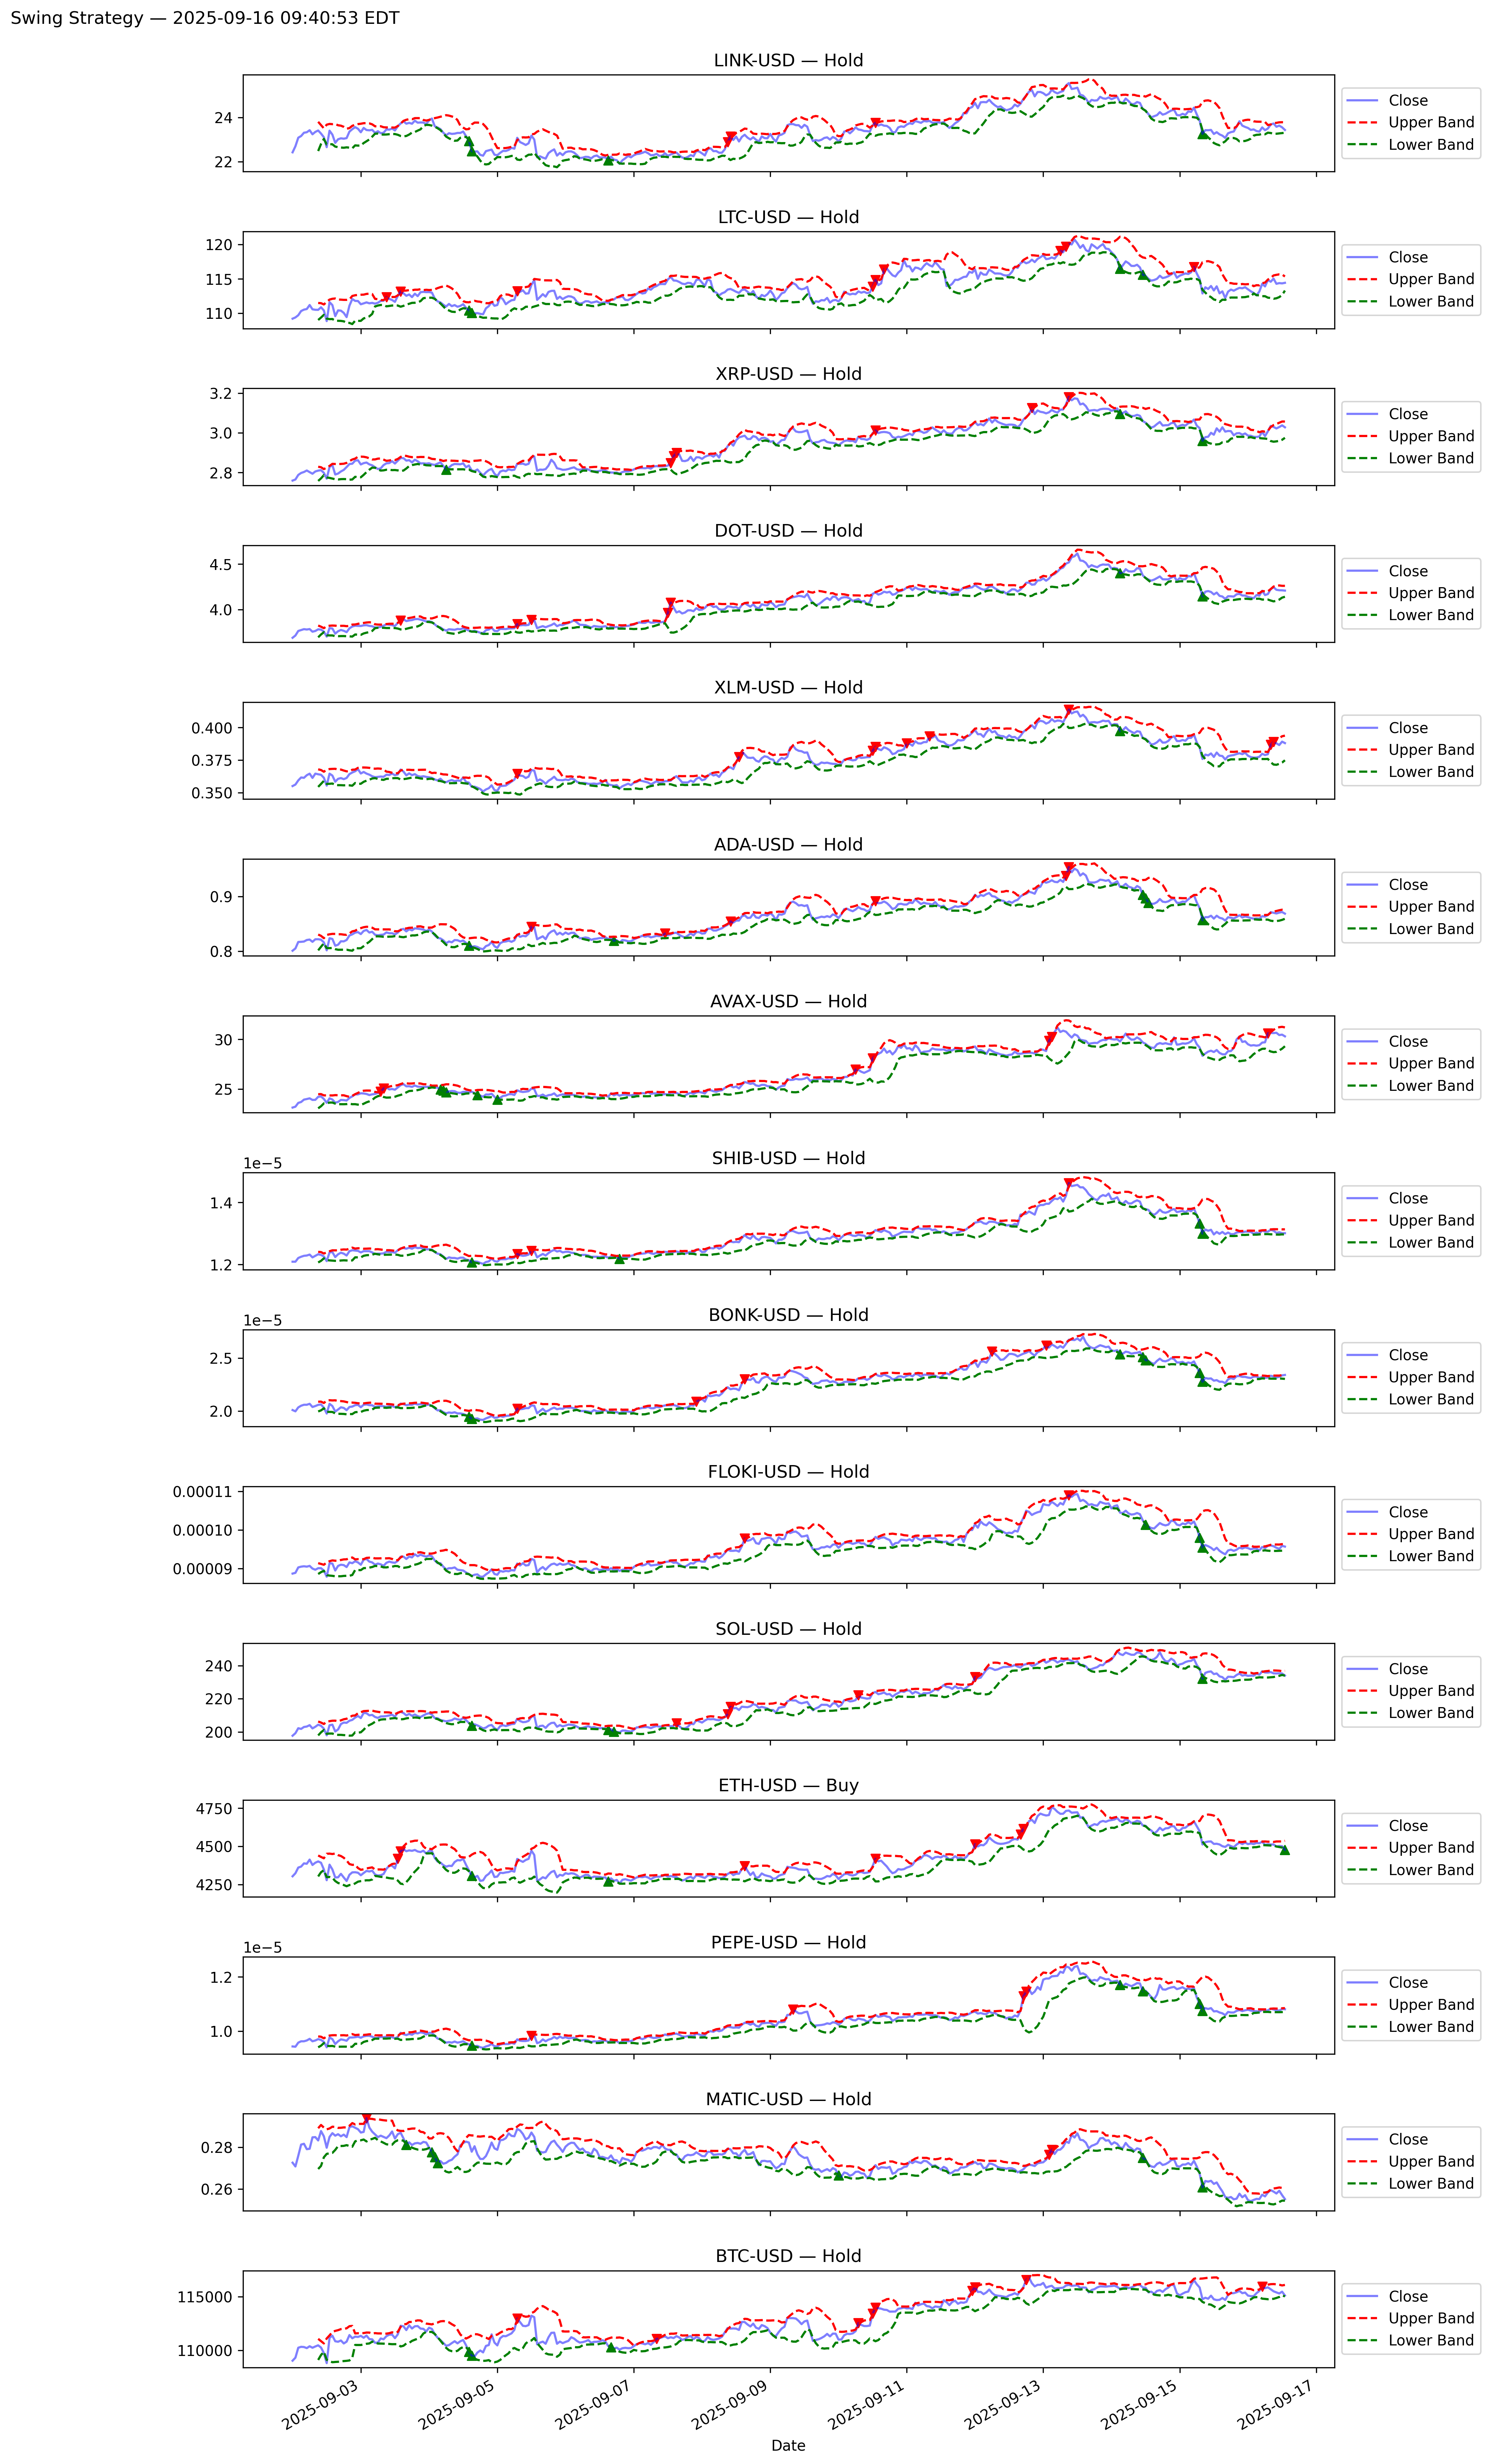 Swing Strategy — 2025-09-16 09:40:53 EDT
LINK-USD — Hold
24
22
Close
Upper Band
Lower Band
LTC-USD — Hold
120
115
110
Close
Upper Band
Lower Band
XRP-USD — Hold
3.2
3.0
2.8
Close
Upper Band
Lower Band
DOT-USD — Hold
4.5
4.0
Close
Upper Band
Lower Band
XLM-USD — Hold
0.400
0.375
0.350
Close
Upper Band
Lower Band
ADA-USD — Hold
0.9
0.8
Close
Upper Band
Lower Band
AVAX-USD — Hold
30
25
Close
Upper Band
Lower Band
SHIB-USD — Hold
1e−5
1.4
1.2
Close
Upper Band
Lower Band
BONK-USD — Hold
1e−5
2.5
2.0
Close
Upper Band
Lower Band
FLOKI-USD — Hold
0.00011
0.00010
0.00009
Close
Upper Band
Lower Band
SOL-USD — Hold
240
220
200
Close
Upper Band
Lower Band
ETH-USD — Buy
4750
4500
4250
Close
Upper Band
Lower Band
PEPE-USD — Hold
1e−5
1.2
1.0
Close
Upper Band
Lower Band
MATIC-USD — Hold
0.28
0.26
Close
Upper Band
Lower Band
BTC-USD — Hold
115000
110000
Close
Upper Band
Lower Band
2025-09-03
2025-09-05
2025-09-07
2025-09-09
2025-09-11
2025-09-13
2025-09-15
2025-09-17
Date